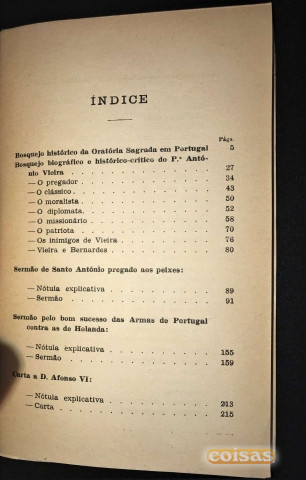 ÍNDICE
Págs.
Bosquejo histórico da Oratória Sagrada em Portugal 5
Bosquejo biográfico e histórico-crítico do P.e Antó-
nio Vieira . . . . . . . . . . . 27
—O pregador . . . . . . . . . . . 34
—O clássico . . . . . . . . . . . 43
—O moralista . . . . . . . . . . . 50
—O diplomata. . . . . . . . . . . 52
—O missionário . . . . . . . . . . . 58
—O patriota . . . . . . . . . . . 70
—Os inimigos de Vieira . . . . . . . . 76
—Vieira e Bernardes . . . . . . . . 80
Sermão de Santo António pregado aos peixes:
—Nótula explicativa . . . . . . . . 89
—Sermão . . . . . . . . . . . 91
Sermão pelo bom sucesso das Armas de Portugal
contra as de Holanda:
—Nótula explicativa . . . . . . . . 155
—Sermão . . . . . . . . . . . 159
Carta a D. Afonso VI:
—Nótula explicativa . . . . . . . . 213
—Carta . . . . . . . . . . . 215
coisas